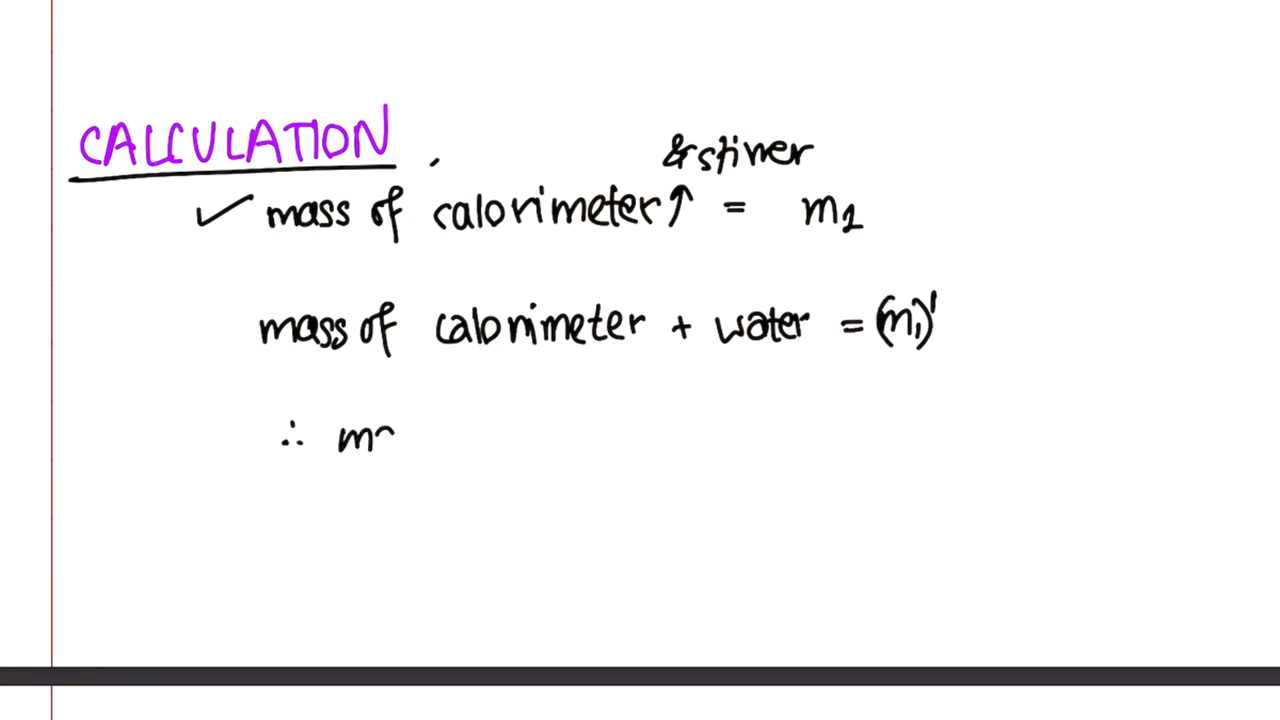 CALCULATION
& stirrer
✓ mass of calorimeter ↑ = m1
mass of calorimeter + water = (m1)'
∴ m